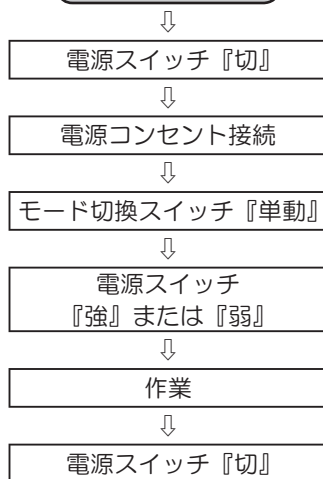 電源スイッチ『切』
電源コンセント接続
モード切換スイッチ『単動』
電源スイッチ
『強』または『弱』
作業
電源スイッチ『切』